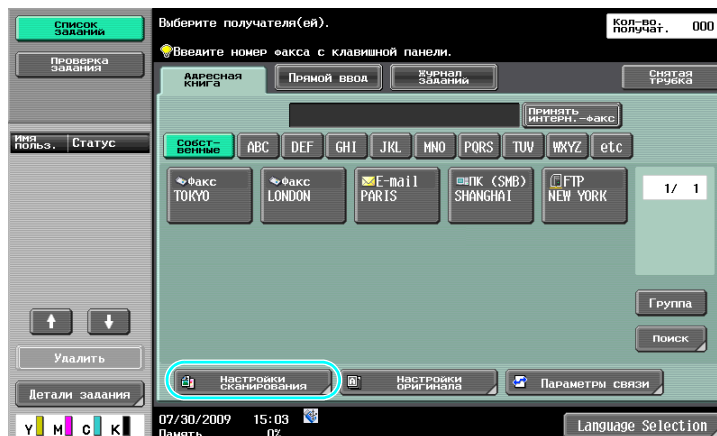 Список
задания
Проверка
задания
Имя
польз.
Статус
Удалить
Детали задания
Y M C K
Выберите получателя(ей).
Кол-во.
получат.
000
Введите номер факса с клавишной панели.
Адресная
книга
Прямой ввод
Журнал
заданий
Снятая
трубка
Принять
интерн.-факс
Собст-
венные
ABC DEF GHI JKL MNO PQRS TUV WXYZ etc
Факс
TOKYO
Факс
LONDON
E-mail
PARIS
ПК (SMB)
SHANGHAI
FTP
NEW YORK
1/ 1
Группа
Поиск
Настройки
сканирования
Настройки
оригинала
Параметры связи
07/30/2009 15:03
Память 0%
Language Selection